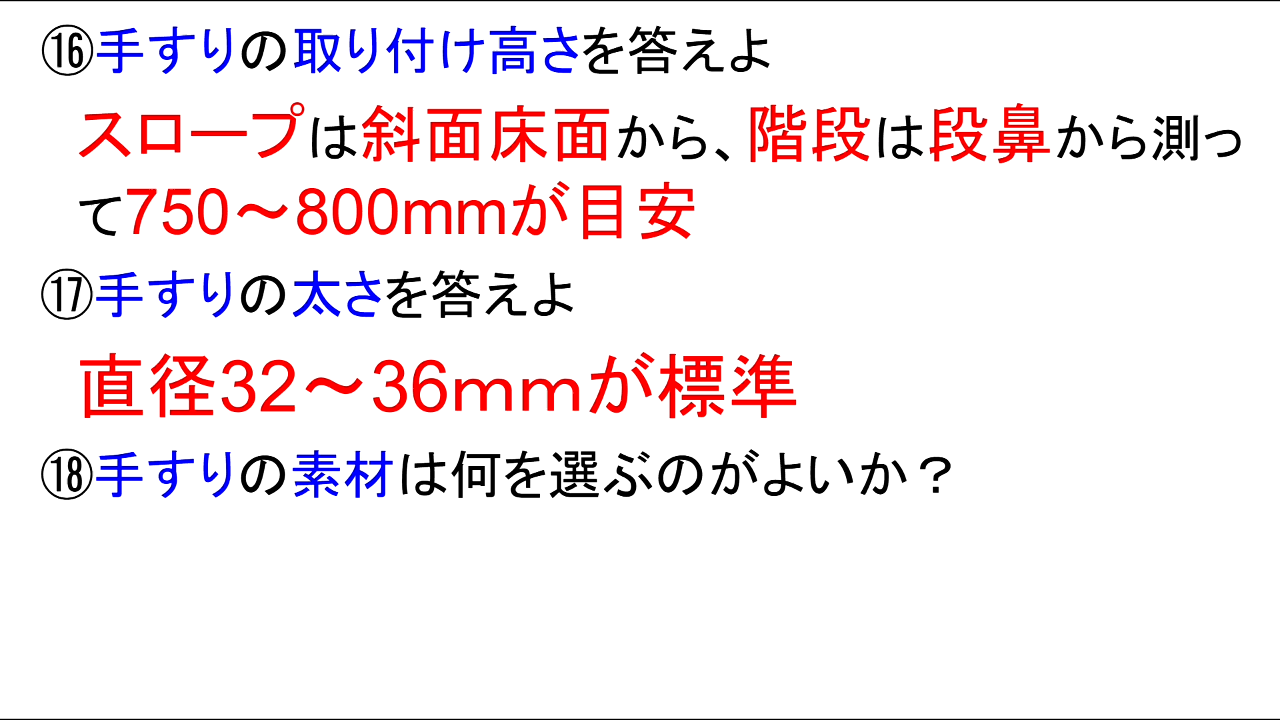 ⑯手すりの取り付け高さを答えよ
スロープは斜面床面から、階段は段鼻から測っ
て750～800mmが目安
⑰手すりの太さを答えよ
直径32～36ｍｍが標準
⑱手すりの素材は何を選ぶのがよいか？